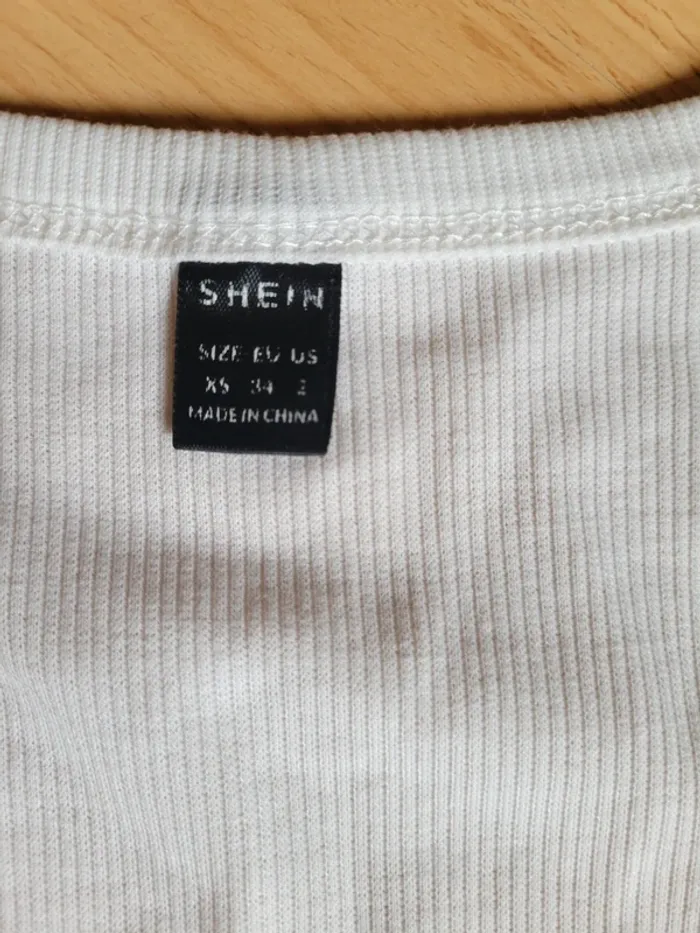 SHEIN
SIZE EU US
XS 34 2
MADE IN CHINA